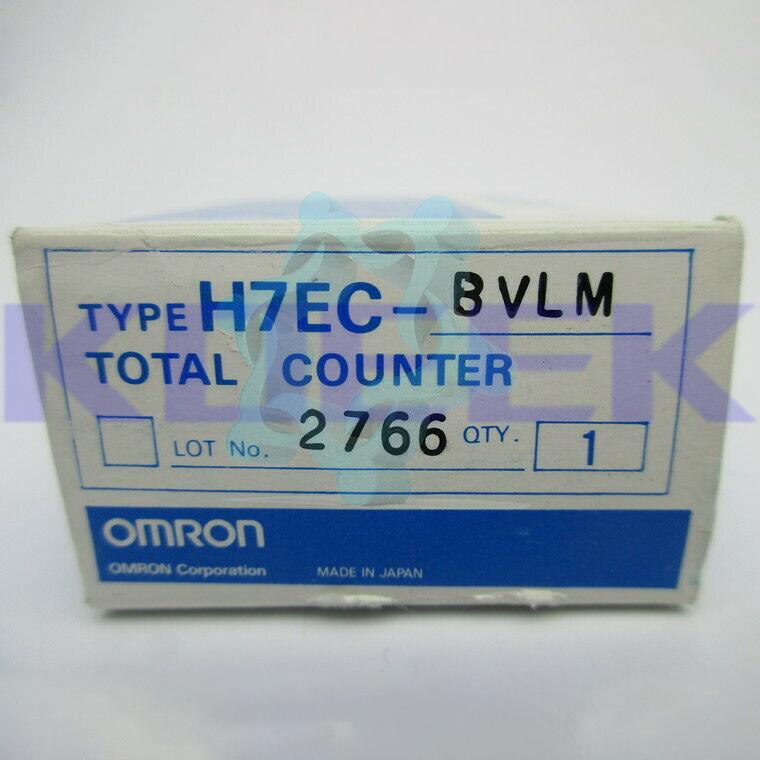 TYPE H7EC-BVLM
TOTAL COUNTER
LOT No. 2766 QTY. 1
OMRON
OMRON Corporation MADE IN JAPAN